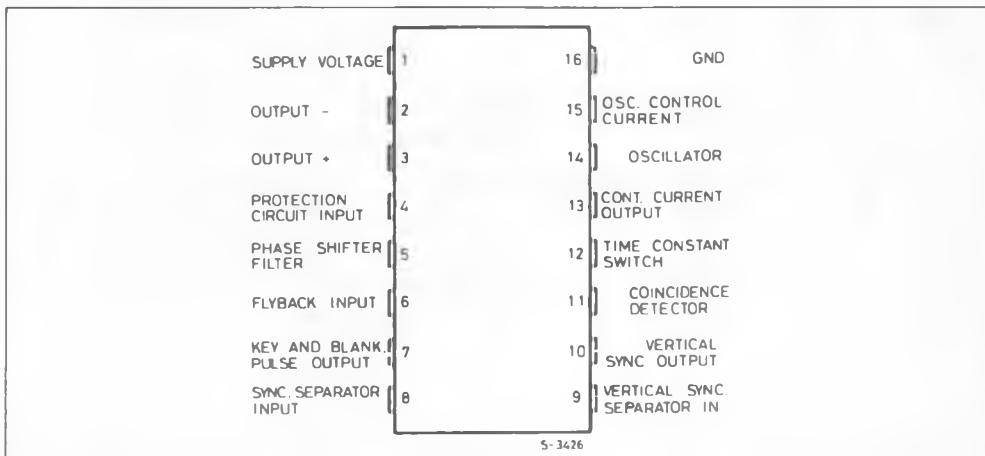 SUPPLY VOLTAGE 1
OUTPUT - 2
OUTPUT + 3
PROTECTION
CIRCUIT INPUT 4
PHASE SHIFTER
FILTER 5
FLYBACK INPUT 6
KEY AND BLANK.
PULSE OUTPUT 7
SYNC. SEPARATOR
INPUT 8
16 GND
15 OSC. CONTROL
CURRENT
14 OSCILLATOR
13 CONT. CURRENT
OUTPUT
12 TIME CONSTANT
SWITCH
11 COINCIDENCE
DETECTOR
10 VERTICAL
SYNC OUTPUT
9 VERTICAL SYNC.
SEPARATOR IN
S-3426